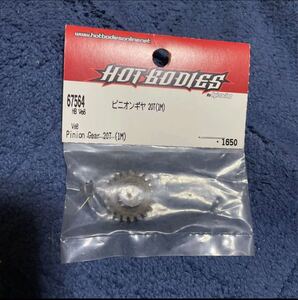 www.hotbodiesonline.net
HOT BODIES
67564
HB Ve8
ピニオンギヤ 20T(1M)
Ve8
Pinion Gear 20T (1M)
・1650